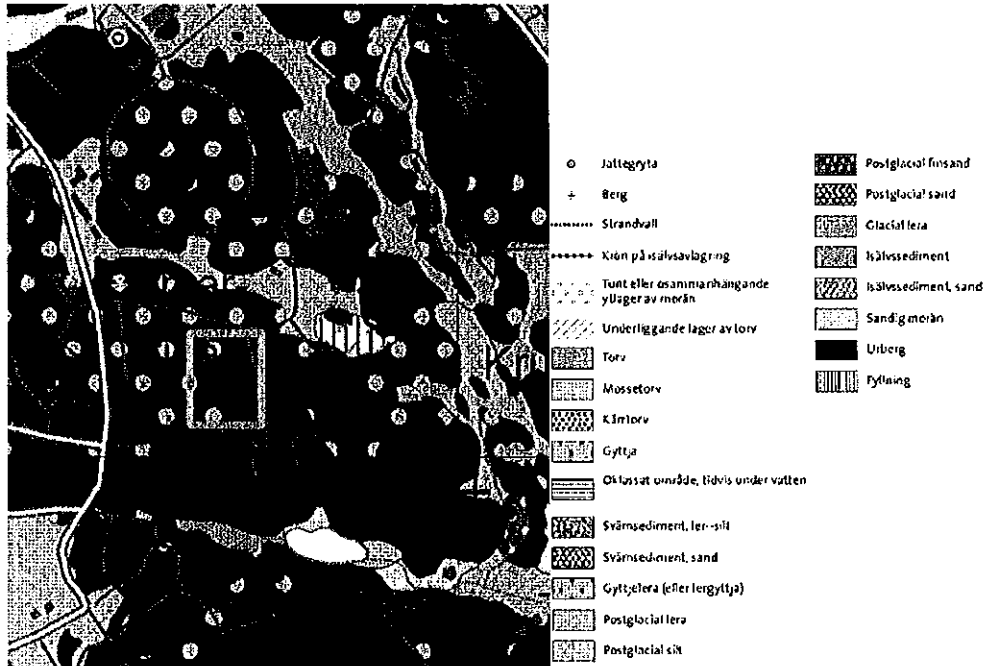 Jättegryta
Berg
Strandvall
Krön på isälvsavlagring
Tunt eller osammanhängande
ytlager av morän
Underliggande lager av torv
Torv
Mossetorv
Kärrtorv
Gyttja
Oklassat område, tidvis under vatten
Svämsediment, ler--silt
Svämsediment, sand
Gyttjelera (eller lergyttja)
Postglacial lera
Postglacial silt
Postglacial finsand
Postglacial sand
Glacial lera
Isälvssediment
Isälvssediment, sand
Sandig morän
Urberg
Fyllning